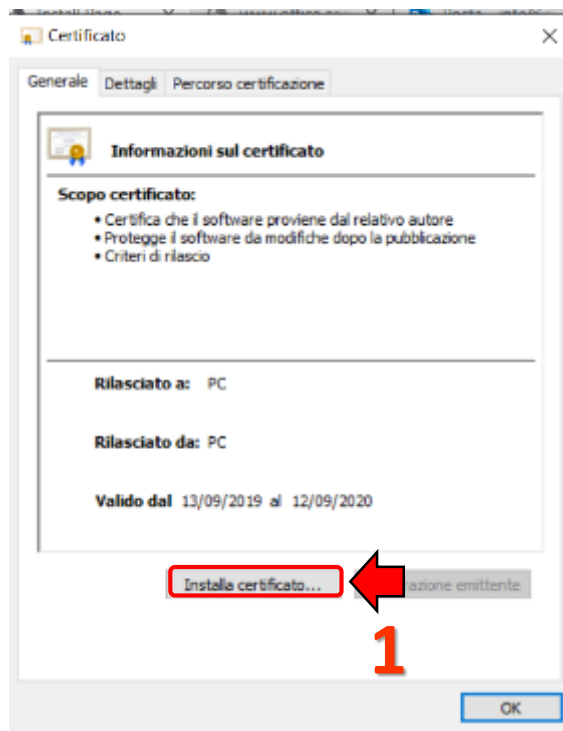 Certificato
Generale Dettagli Percorso certificazione
Informazioni sul certificato
Scopo certificato:
• Certifica che il software proviene dal relativo autore
• Protegge il software da modifiche dopo la pubblicazione
• Criteri di rilascio
Rilasciato a: PC
Rilasciato da: PC
Valido dal 13/09/2019 al 12/09/2020
Installa certificato... razione emittente
1
OK